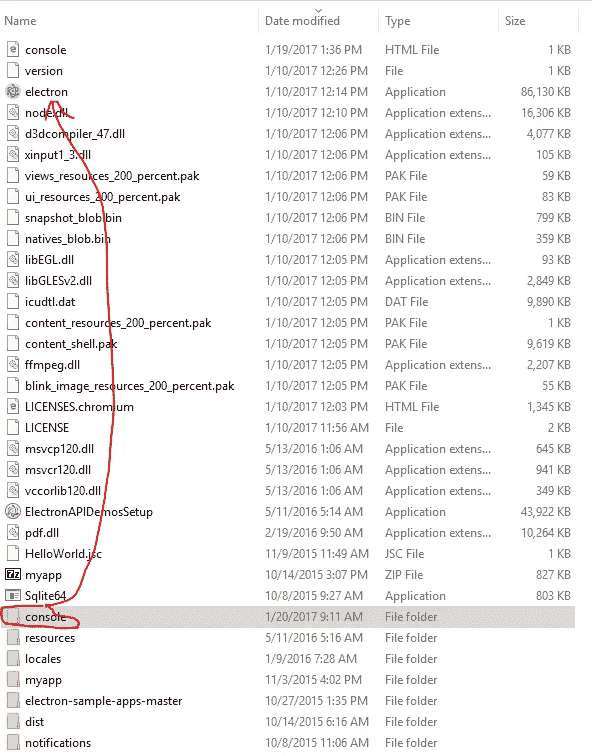 Name Date modified Type Size
console 1/19/2017 1:36 PM HTML File 1 KB
version 1/10/2017 12:26 PM File 1 KB
electron 1/10/2017 12:14 PM Application 86,130 KB
node.dll 1/10/2017 12:10 PM Application extens... 16,306 KB
d3dcompiler_47.dll 1/10/2017 12:06 PM Application extens... 4,077 KB
xinput1_3.dll 1/10/2017 12:06 PM Application extens... 105 KB
views_resources_200_percent.pak 1/10/2017 12:06 PM PAK File 59 KB
ui_resources_200_percent.pak 1/10/2017 12:06 PM PAK File 83 KB
snapshot_blob.bin 1/10/2017 12:06 PM BIN File 799 KB
natives_blob.bin 1/10/2017 12:06 PM BIN File 359 KB
libEGL.dll 1/10/2017 12:05 PM Application extens... 93 KB
libGLESv2.dll 1/10/2017 12:05 PM Application extens... 2,849 KB
icudtl.dat 1/10/2017 12:05 PM DAT File 9,890 KB
content_resources_200_percent.pak 1/10/2017 12:05 PM PAK File 1 KB
content_shell.pak 1/10/2017 12:05 PM PAK File 9,619 KB
ffmpeg.dll 1/10/2017 12:05 PM Application extens... 2,207 KB
blink_image_resources_200_percent.pak 1/10/2017 12:05 PM PAK File 55 KB
LICENSES.chromium 1/10/2017 12:03 PM HTML File 1,345 KB
LICENSE 1/10/2017 11:56 AM File 2 KB
msvcp120.dll 5/13/2016 1:06 AM Application extens... 645 KB
msvcr120.dll 5/13/2016 1:06 AM Application extens... 941 KB
vccorlib120.dll 5/13/2016 1:06 AM Application extens... 349 KB
ElectronAPIDemosSetup 5/11/2016 5:14 AM Application 43,922 KB
pdf.dll 2/19/2016 9:50 AM Application extens... 10,264 KB
HelloWorld.jsc 11/9/2015 11:49 AM JSC File 1 KB
myapp 10/14/2015 3:07 PM ZIP File 827 KB
Sqlite64 10/8/2015 9:27 AM Application 803 KB
console 1/20/2017 9:11 AM File folder
resources 5/11/2016 5:16 AM File folder
locales 1/9/2016 7:28 AM File folder
myapp 11/3/2015 4:02 PM File folder
electron-sample-apps-master 10/27/2015 1:35 PM File folder
dist 10/14/2015 6:16 AM File folder
notifications 10/8/2015 11:06 AM File folder